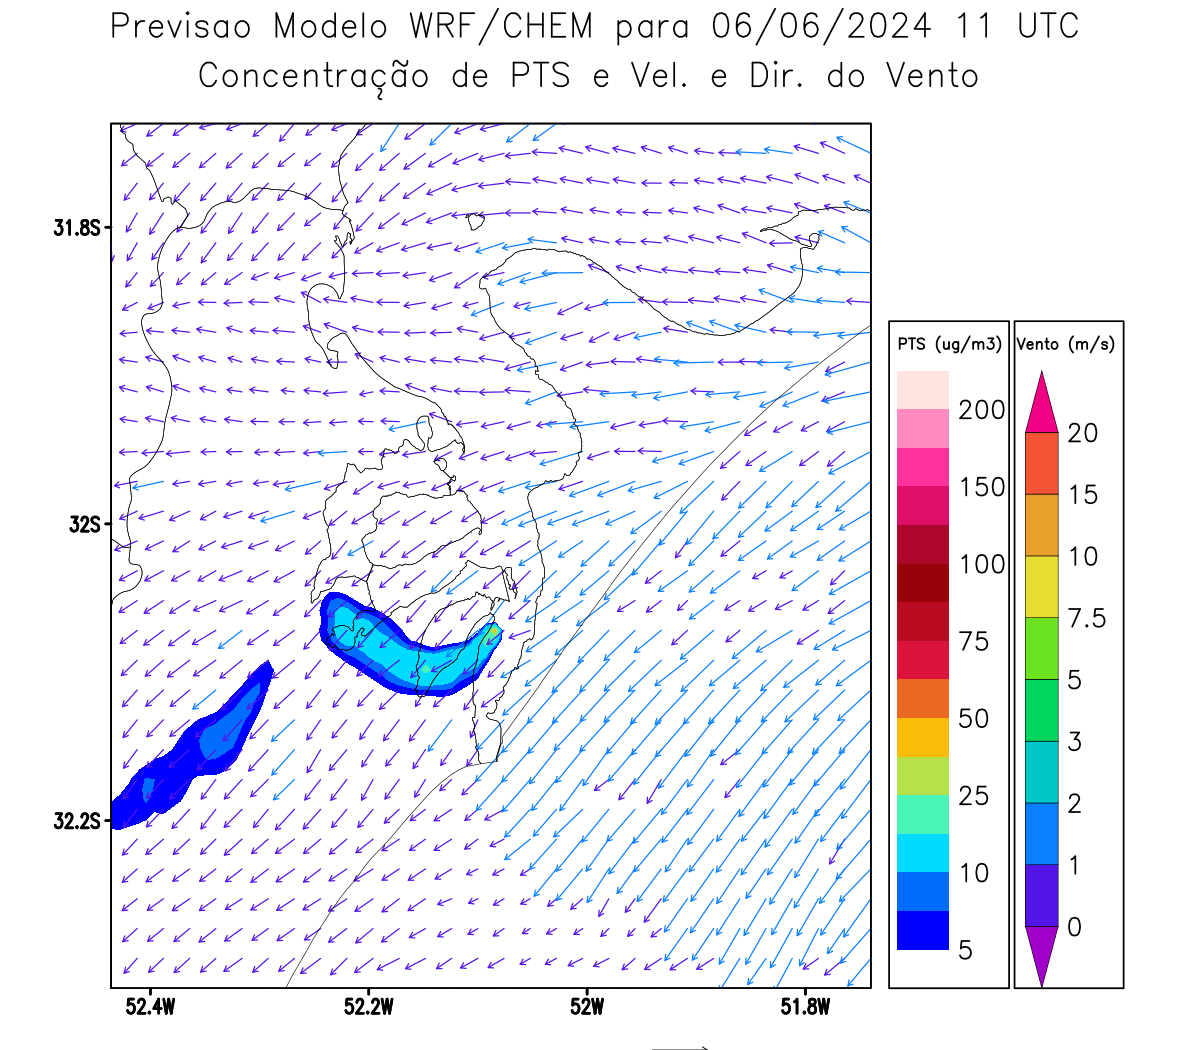 Previsao Modelo WRF/CHEM para 06/06/2024 11 UTC
Concentração de PTS e Vel. e Dir. do Vento
31.8S
32S
32.2S
52.4W
52.2W
52W
51.8W
PTS (ug/m3)
200
150
100
75
50
25
10
5
Vento (m/s)
20
15
10
7.5
5
3
2
1
0